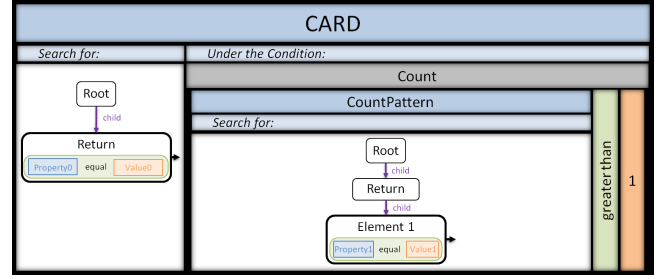 CARD
Search for:
Under the Condition:
Count
Root
child
Return
Property0 equal Value0
CountPattern
Search for:
Root
child
Return
child
Element 1
Property1 equal Value1
greater than
1